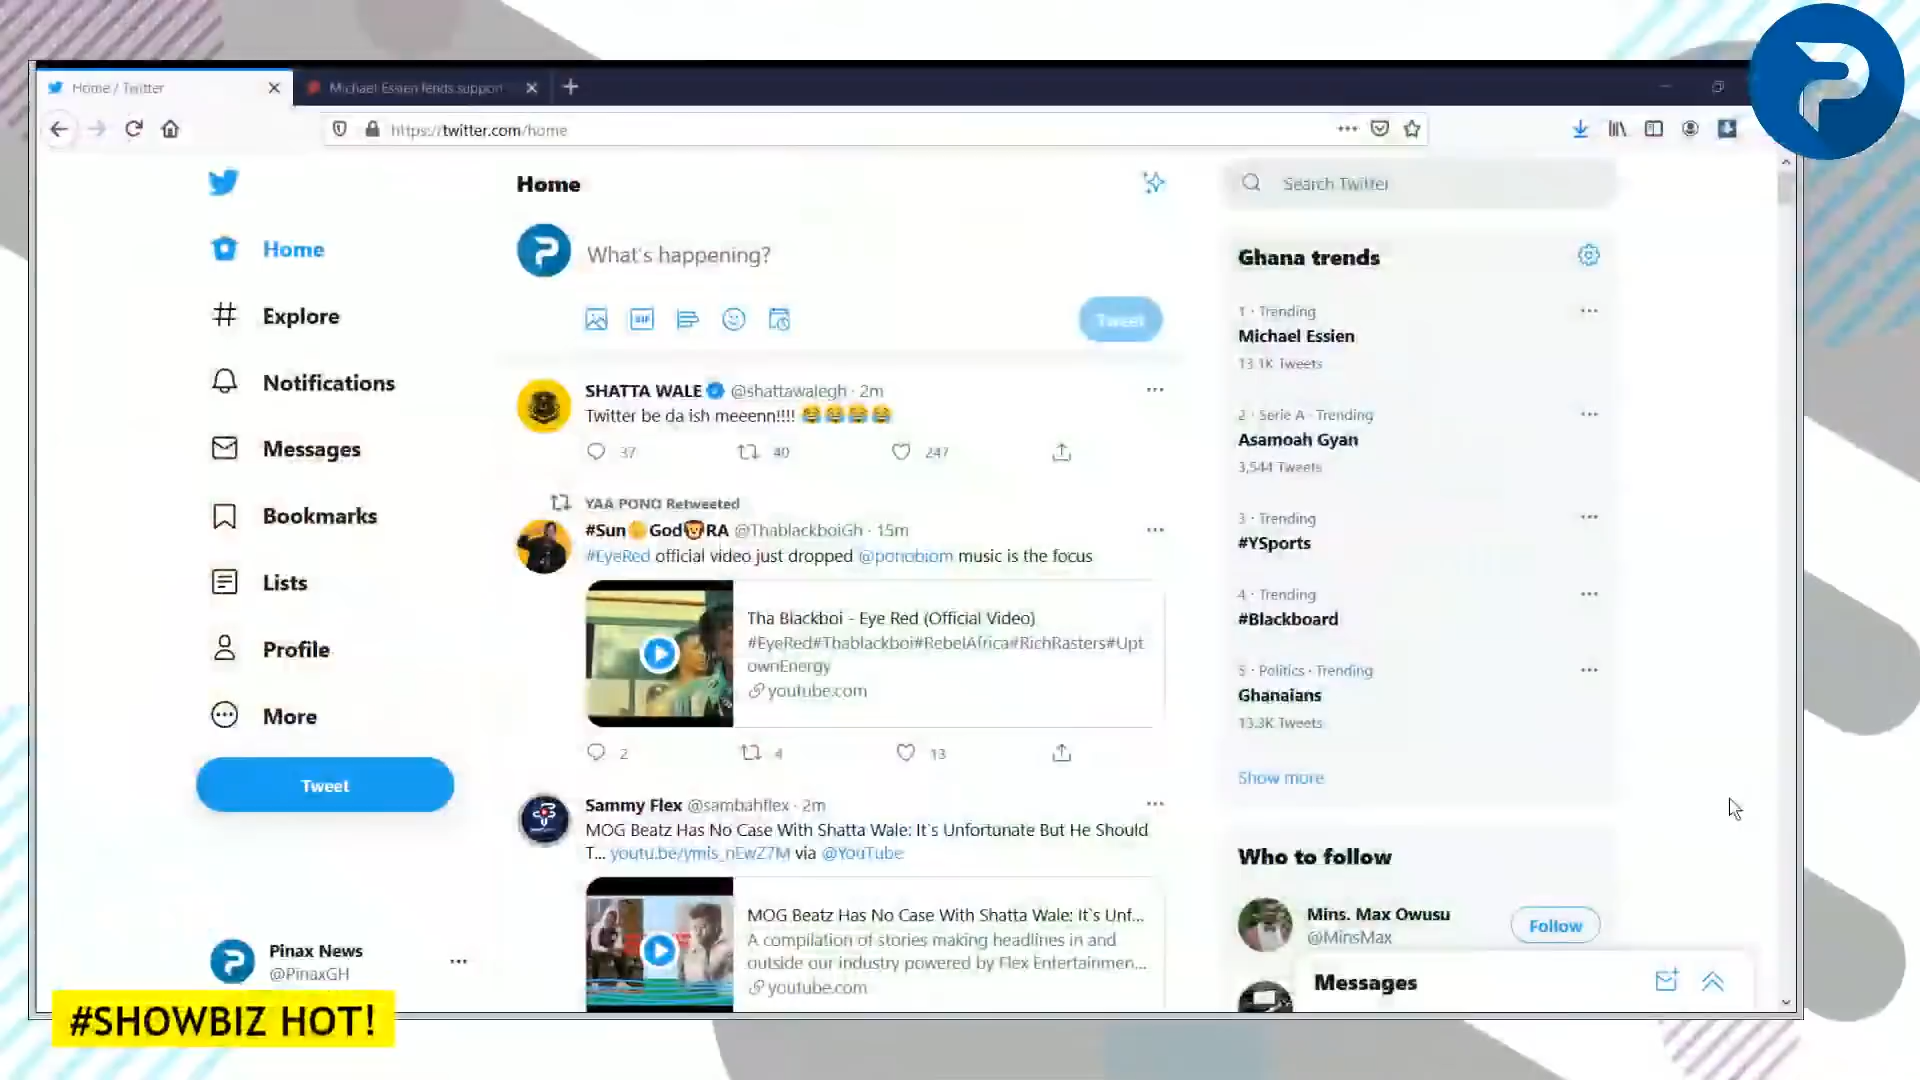 Home / Twitter
Michael Essien lends support
https://twitter.com/home
Home
Explore
Notifications
Messages
Bookmarks
Lists
Profile
More
Tweet
Pinax News
@PinaxGH
#SHOWBIZ HOT!
Home
What's happening?
GIF
Tweet
SHATTA WALE @shattawalegh · 2m
Twitter be da ish meeenn!!!! 😂😂😂😂
37 40 247
YAA PONO Retweeted
#Sun🌞God🦁RA @ThablackboiGh · 15m
#EyeRed official video just dropped @ponobiom music is the focus
Tha Blackboi - Eye Red (Official Video)
#EyeRed#Thablackboi#RebelAfrica#RichRasters#Upt
ownEnergy
youtube.com
2 4 13
Sammy Flex @sambahflex · 2m
MOG Beatz Has No Case With Shatta Wale: It`s Unfortunate But He Should
T... youtu.be/ymis_nEwZ7M via @YouTube
MOG Beatz Has No Case With Shatta Wale: It`s Unf...
A compilation of stories making headlines in and
outside our industry powered by Flex Entertainmen...
youtube.com
Search Twitter
Ghana trends
1 · Trending
Michael Essien
13.1K Tweets
2 · Serie A · Trending
Asamoah Gyan
3,544 Tweets
3 · Trending
#YSports
4 · Trending
#Blackboard
5 · Politics · Trending
Ghanaians
13.3K Tweets
Show more
Who to follow
Mins. Max Owusu
@MinsMax
Follow
Messages